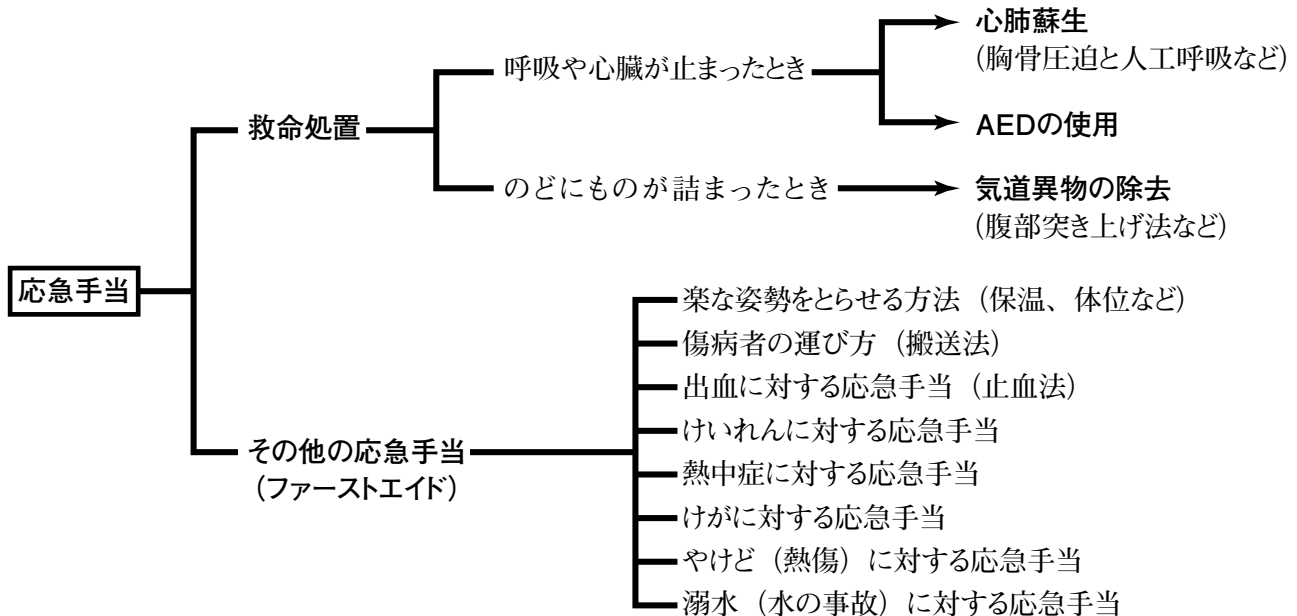 応急手当
救命処置
呼吸や心臓が止まったとき
心肺蘇生
(胸骨圧迫と人工呼吸など)
AEDの使用
のどにものが詰まったとき
気道異物の除去
(腹部突き上げ法など)
その他の応急手当
(ファーストエイド)
楽な姿勢をとらせる方法(保温、体位など)
傷病者の運び方(搬送法)
出血に対する応急手当(止血法)
けいれんに対する応急手当
熱中症に対する応急手当
けがに対する応急手当
やけど(熱傷)に対する応急手当
溺水(水の事故)に対する応急手当